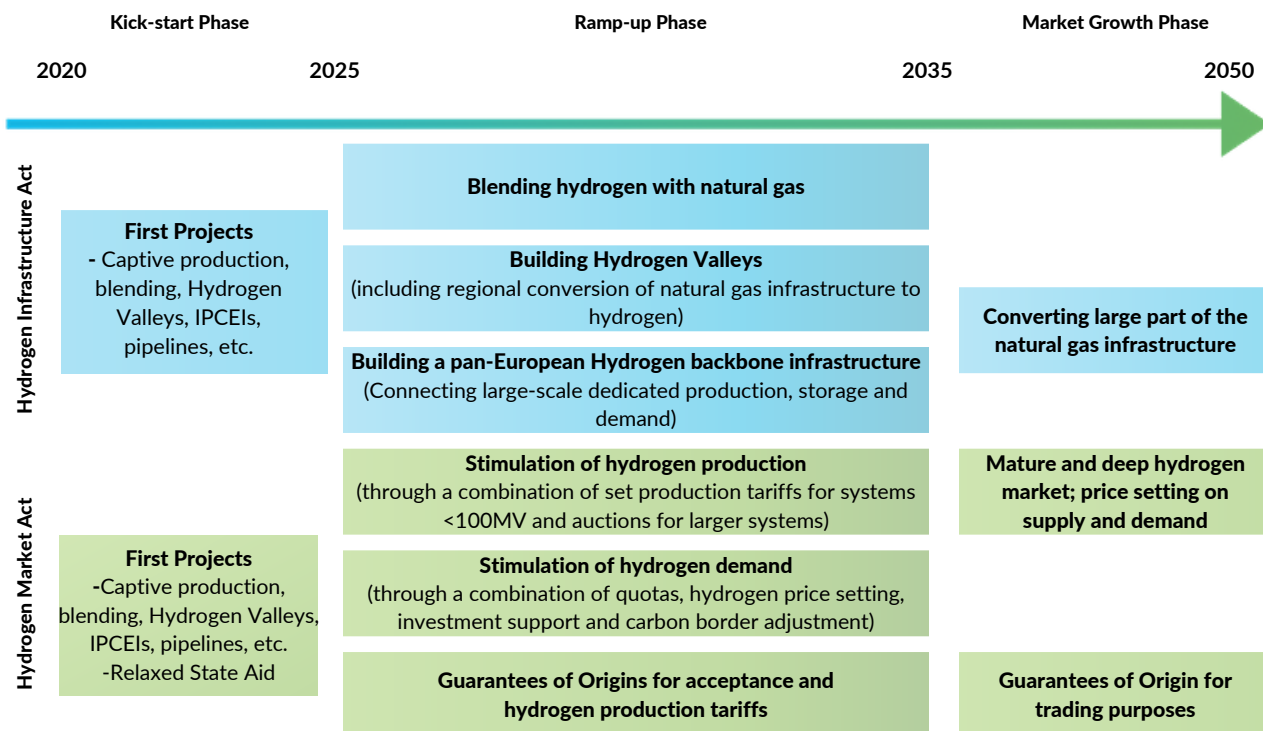 Kick-start Phase
Ramp-up Phase
Market Growth Phase
2020
2025
2035
2050
Hydrogen Infrastructure Act
First Projects
- Captive production,
blending, Hydrogen
Valleys, IPCEIs,
pipelines, etc.
Blending hydrogen with natural gas
Building Hydrogen Valleys
(including regional conversion of natural gas infrastructure to
hydrogen)
Building a pan-European Hydrogen backbone infrastructure
(Connecting large-scale dedicated production, storage and
demand)
Converting large part of the
natural gas infrastructure
Hydrogen Market Act
First Projects
-Captive production,
blending, Hydrogen Valleys,
IPCEIs, pipelines, etc.
-Relaxed State Aid
Stimulation of hydrogen production
(through a combination of set production tariffs for systems
<100MV and auctions for larger systems)
Stimulation of hydrogen demand
(through a combination of quotas, hydrogen price setting,
investment support and carbon border adjustment)
Guarantees of Origins for acceptance and
hydrogen production tariffs
Mature and deep hydrogen
market; price setting on
supply and demand
Guarantees of Origin for
trading purposes